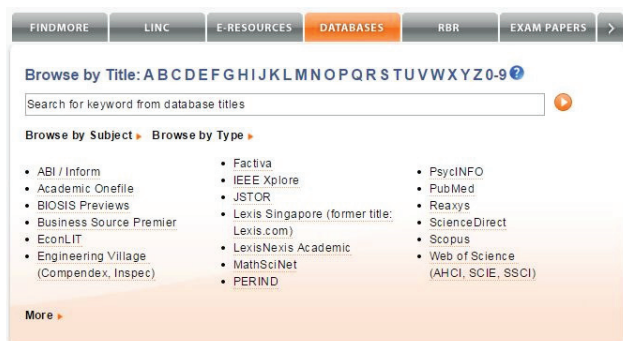 FINDMORE
LINC
E-RESOURCES
DATABASES
RBR
EXAM PAPERS
>
Browse by Title: A B C D E F G H I J K L M N O P Q R S T U V W X Y Z 0-9 ?
Search for keyword from database titles
Browse by Subject Browse by Type
• ABI / Inform
• Academic Onefile
• BIOSIS Previews
• Business Source Premier
• EconLIT
• Engineering Village
(Compendex, Inspec)
• Factiva
• IEEE Xplore
• JSTOR
• Lexis Singapore (former title:
Lexis.com)
• LexisNexis Academic
• MathSciNet
• PERIND
• PsycINFO
• PubMed
• Reaxys
• ScienceDirect
• Scopus
• Web of Science
(AHCI, SCIE, SSCI)
More